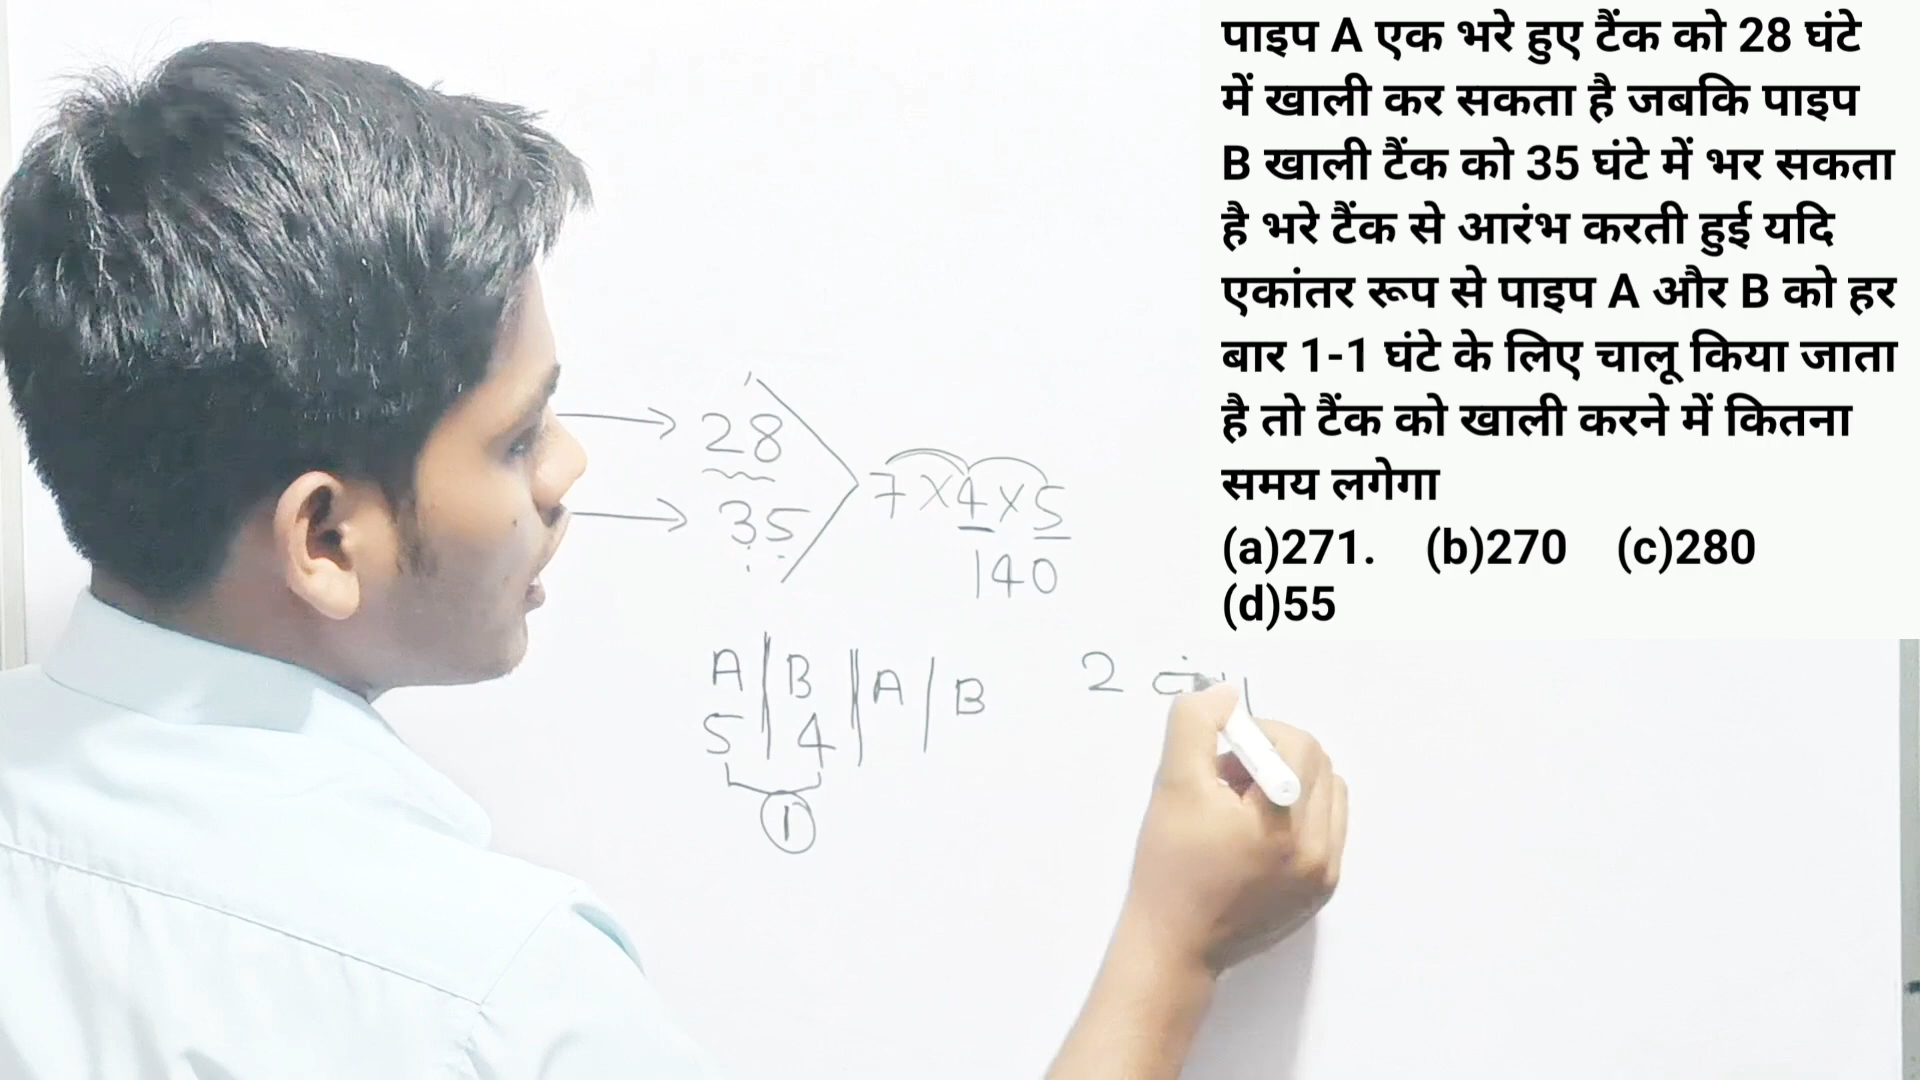 पाइप A एक भरे हुए टैंक को 28 घंटे
में खाली कर सकता है जबकि पाइप
B खाली टैंक को 35 घंटे में भर सकता
है भरे टैंक से आरंभ करती हुई यदि
एकांतर रूप से पाइप A और B को हर
बार 1-1 घंटे के लिए चालू किया जाता
है तो टैंक को खाली करने में कितना
समय लगेगा
(a)271. (b)270 (c)280
(d)55
28
35
7×4×5
140
A B A B
5 4
1
2